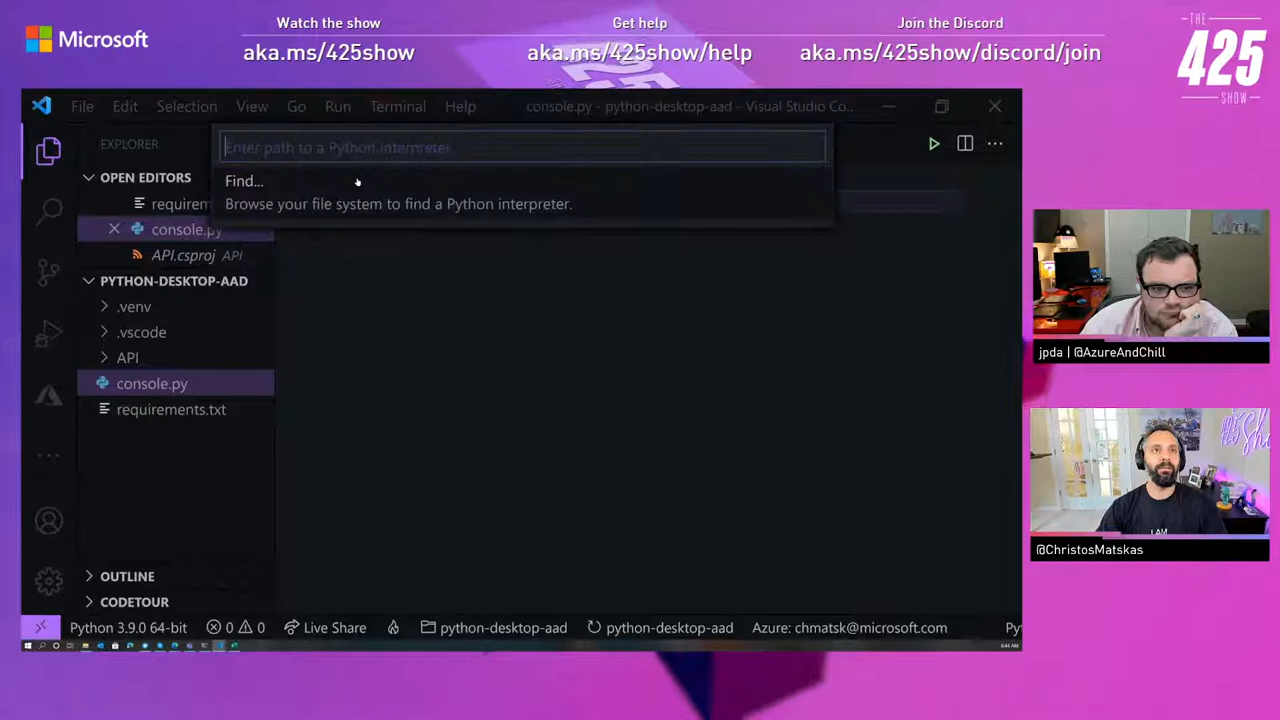 Microsoft
Watch the show
aka.ms/425show
Get help
aka.ms/425show/help
Join the Discord
aka.ms/425show/discord/join
THE
425
SHOW
File Edit Selection View Go Run Terminal Help console.py - python-desktop-aad - Visual Studio Co...
EXPLORER
Enter path to a Python interpreter.
OPEN EDITORS
Find...
requirem
Browse your file system to find a Python interpreter.
console.py
API.csproj API
PYTHON-DESKTOP-AAD
.venv
.vscode
API
console.py
requirements.txt
OUTLINE
CODETOUR
Python 3.9.0 64-bit 0 0 Live Share python-desktop-aad python-desktop-aad Azure: chmatsk@microsoft.com Py
jpda | @AzureAndChill
I AM
@ChristosMatskas